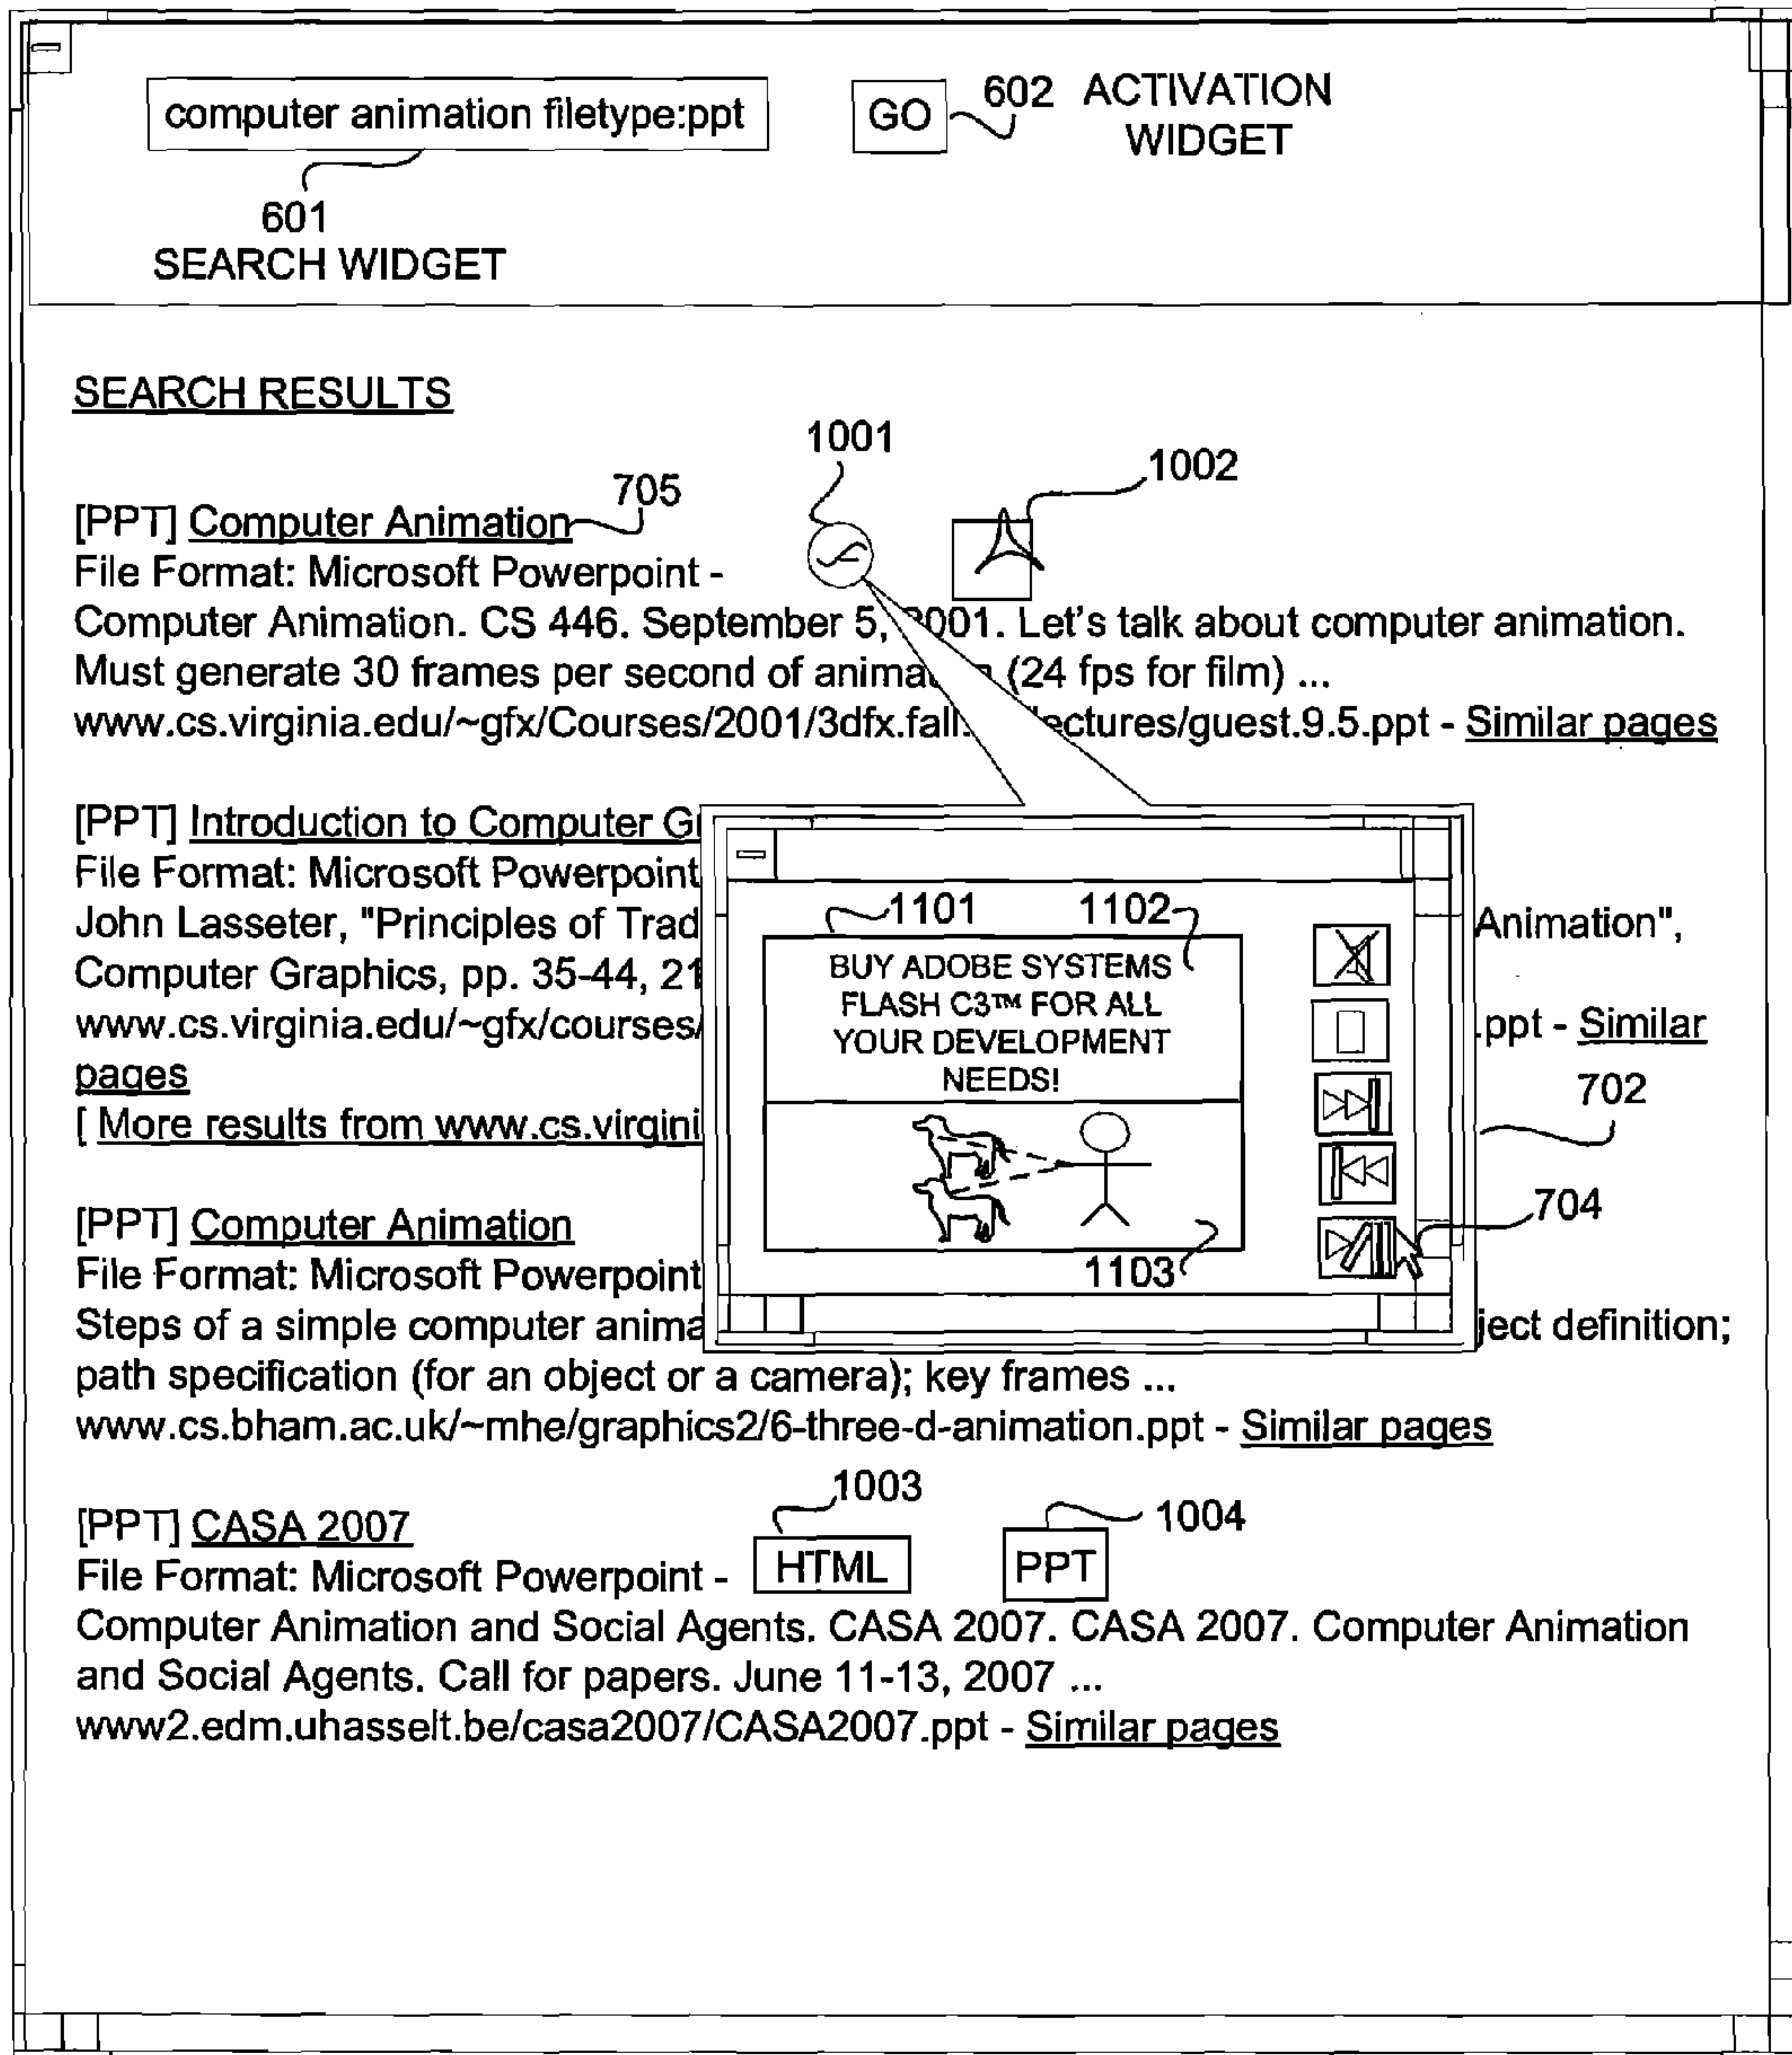 computer animation filetype:ppt
GO
602 ACTIVATION
WIDGET
601
SEARCH WIDGET
SEARCH RESULTS
1001
1002
705
[PPT] Computer Animation
File Format: Microsoft Powerpoint -
Computer Animation. CS 446. September 5, 2001. Let's talk about computer animation.
Must generate 30 frames per second of anima (24 fps for film) ...
www.cs.virginia.edu/~gfx/Courses/2001/3dfx.fall. ectures/guest.9.5.ppt - Similar pages
[PPT] Introduction to Computer G
File Format: Microsoft Powerpoint
John Lasseter, "Principles of Trad Animation",
Computer Graphics, pp. 35-44, 21
www.cs.virginia.edu/~gfx/courses/ .ppt - Similar
pages
[ More results from www.cs.virgini
1101 1102
BUY ADOBE SYSTEMS
FLASH C3™ FOR ALL
YOUR DEVELOPMENT
NEEDS!
702
704
1103
[PPT] Computer Animation
File Format: Microsoft Powerpoint
Steps of a simple computer anima ject definition;
path specification (for an object or a camera); key frames ...
www.cs.bham.ac.uk/~mhe/graphics2/6-three-d-animation.ppt - Similar pages
1003
1004
[PPT] CASA 2007
File Format: Microsoft Powerpoint - HTML PPT
Computer Animation and Social Agents. CASA 2007. CASA 2007. Computer Animation
and Social Agents. Call for papers. June 11-13, 2007 ...
www2.edm.uhasselt.be/casa2007/CASA2007.ppt - Similar pages